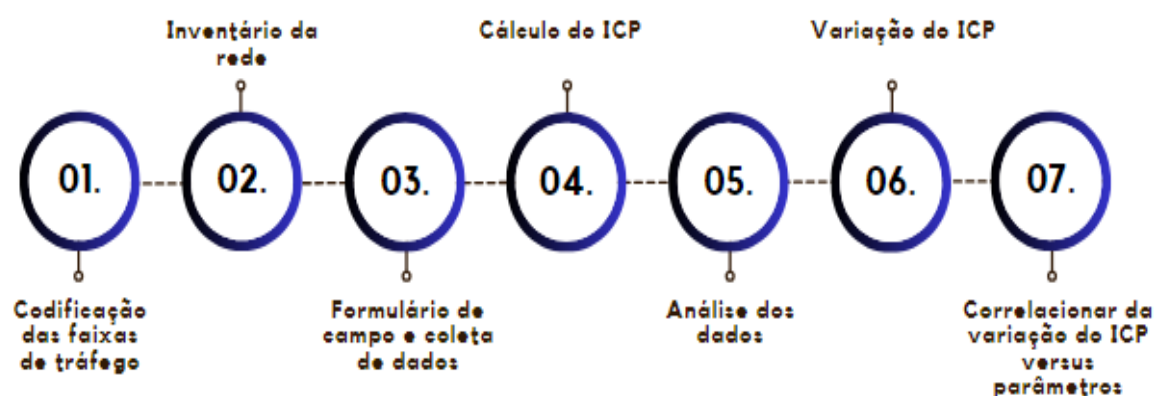 Inventário da
rede
Cálculo do ICP
Variação do ICP
01.
02.
03.
04.
05.
06.
07.
Codificação
das faixas
de tráfego
Formulário de
campo e coleta
de dados
Análise dos
dados
Correlacionar da
variação do ICP
versus
parâmetros